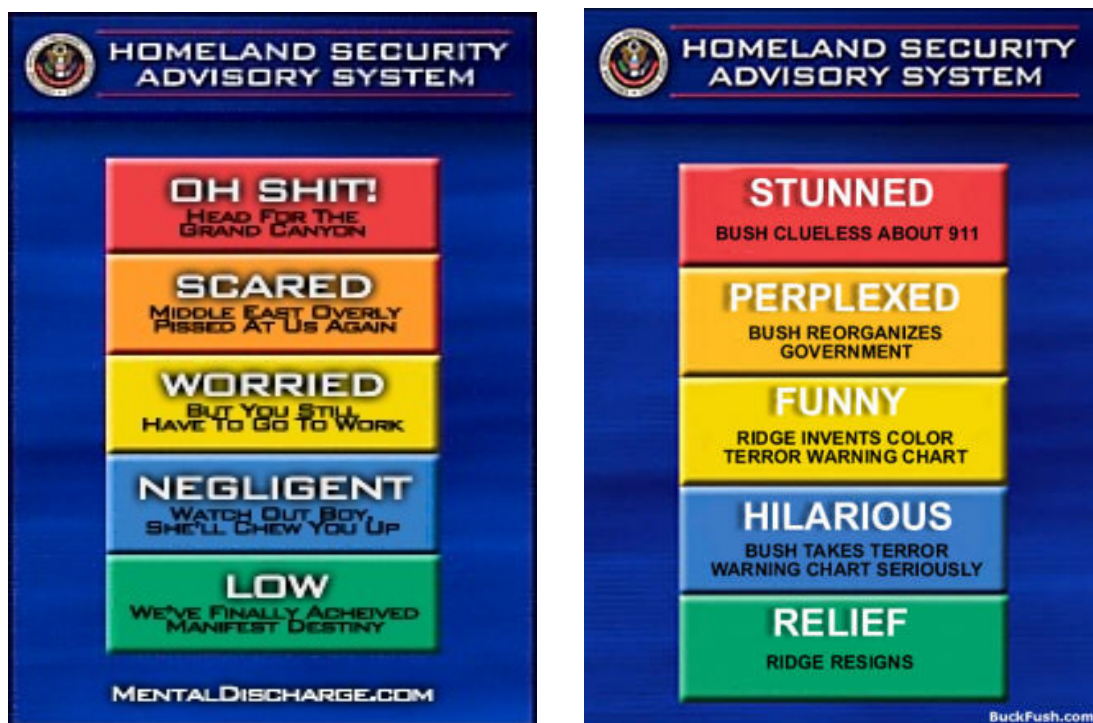 HOMELAND SECURITY
ADVISORY SYSTEM
OH SHIT!
HEAD FOR THE
GRAND CANYON
SCARED
MIDDLE EAST OVERLY
PISSED AT US AGAIN
WORRIED
BUT YOU STILL
HAVE TO GO TO WORK
NEGLIGENT
WATCH OUT BOY,
SHE'LL CHEW YOU UP
LOW
WE'VE FINALLY ACHEIVED
MANIFEST DESTINY
MENTALDISCHARGE.COM
HOMELAND SECURITY
ADVISORY SYSTEM
STUNNED
BUSH CLUELESS ABOUT 911
PERPLEXED
BUSH REORGANIZES
GOVERNMENT
FUNNY
RIDGE INVENTS COLOR
TERROR WARNING CHART
HILARIOUS
BUSH TAKES TERROR
WARNING CHART SERIOUSLY
RELIEF
RIDGE RESIGNS
BuckFush.com